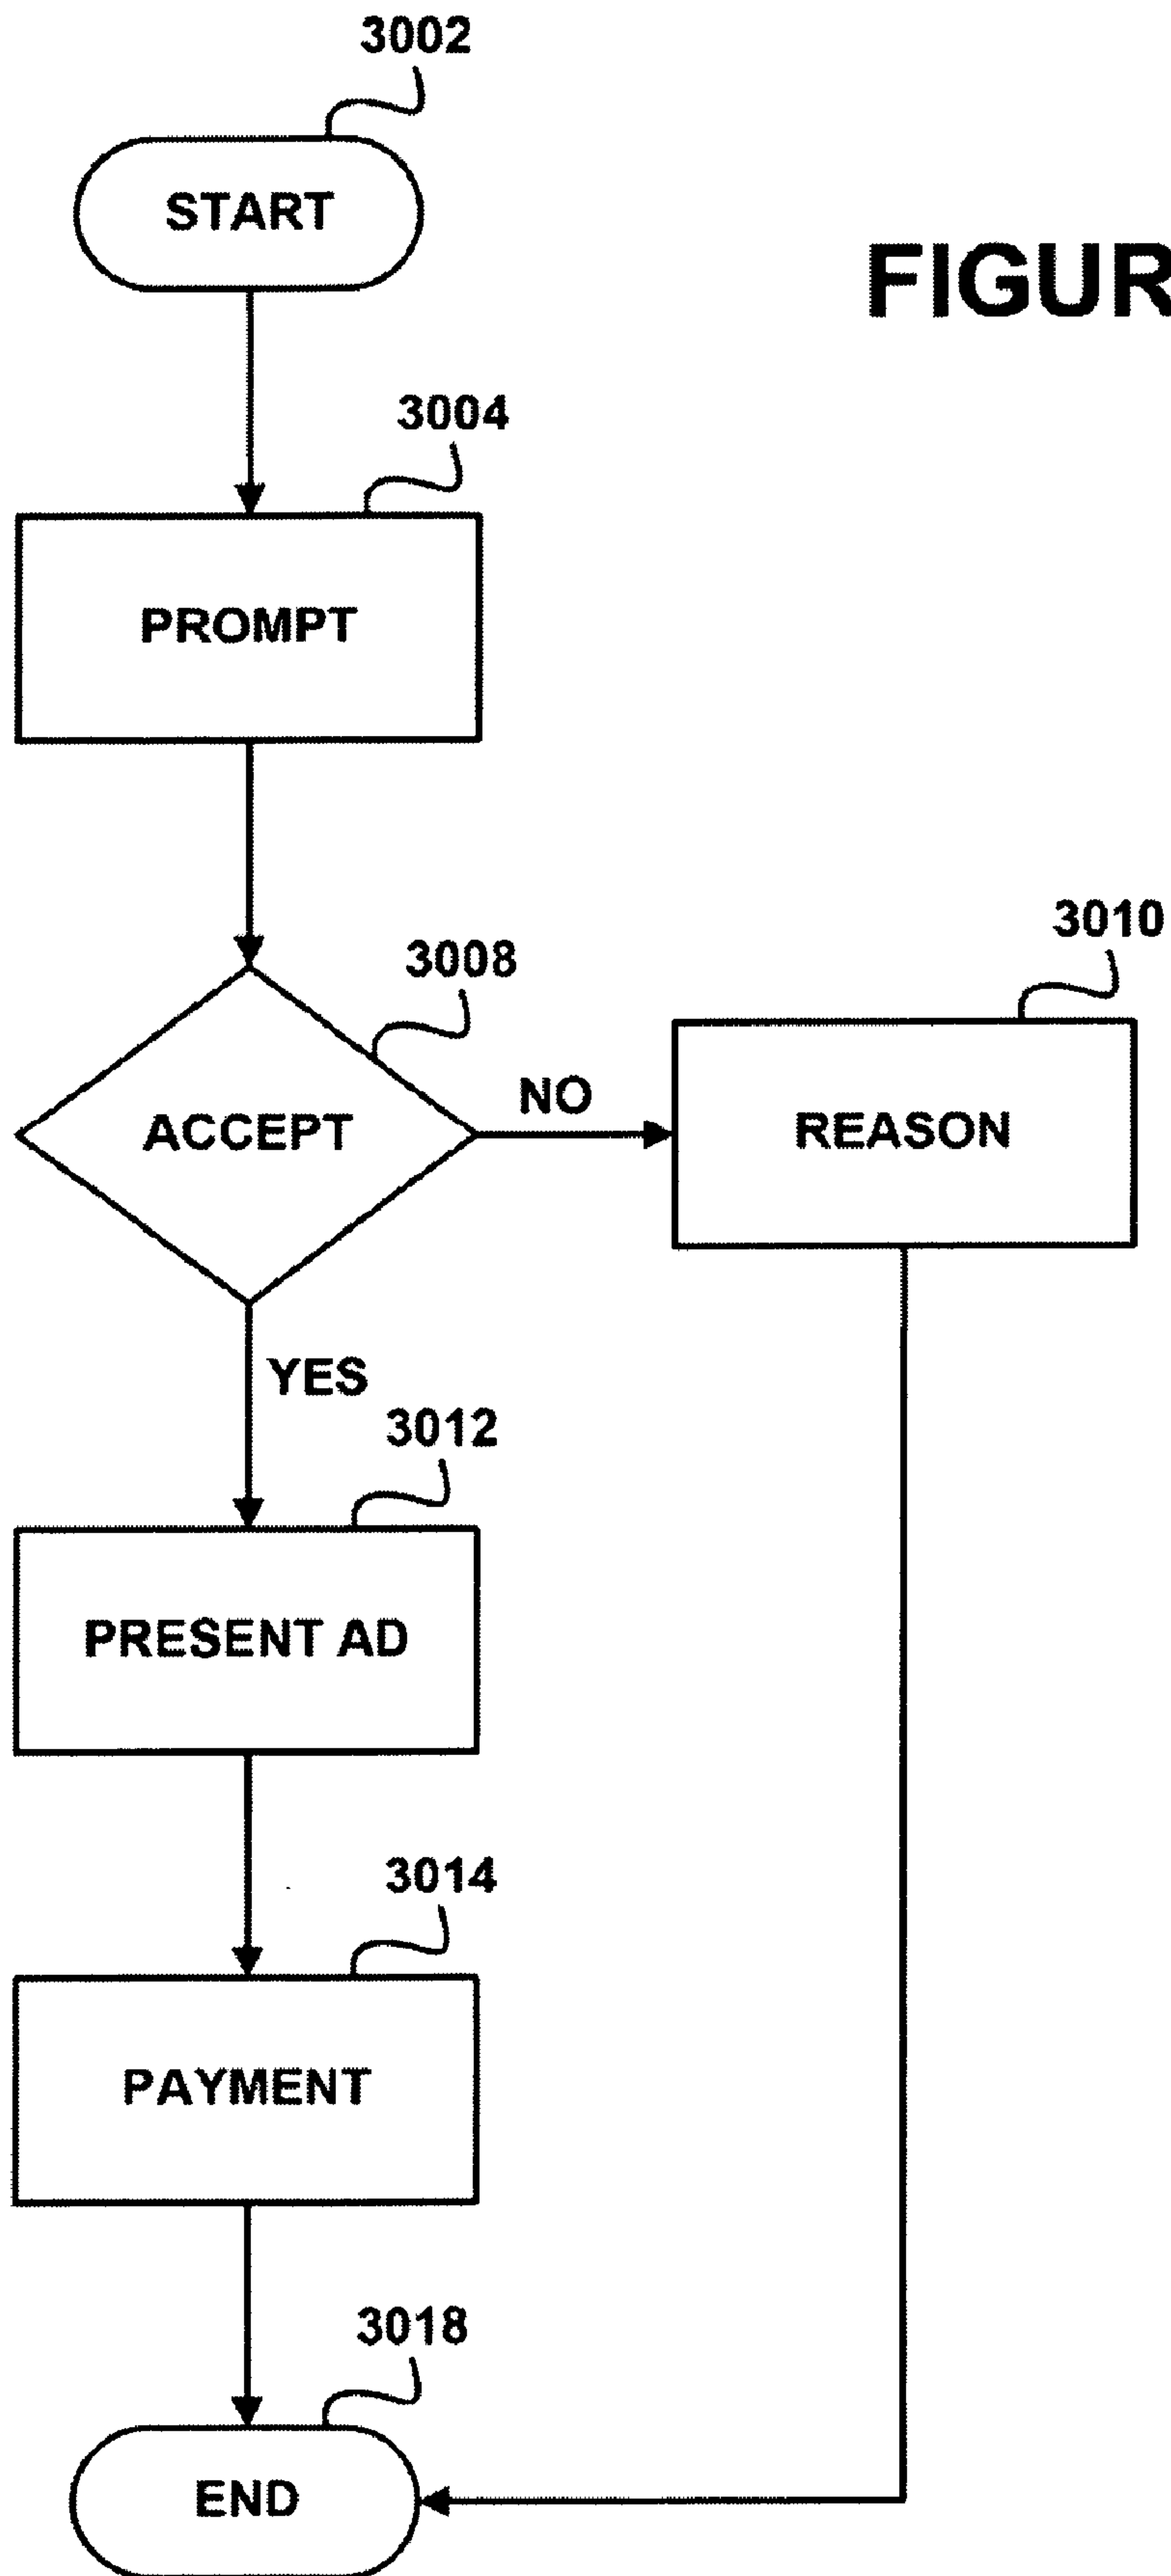 3002
START
FIGUR
3004
PROMPT
3008
ACCEPT
NO
3010
REASON
YES
3012
PRESENT AD
3014
PAYMENT
3018
END